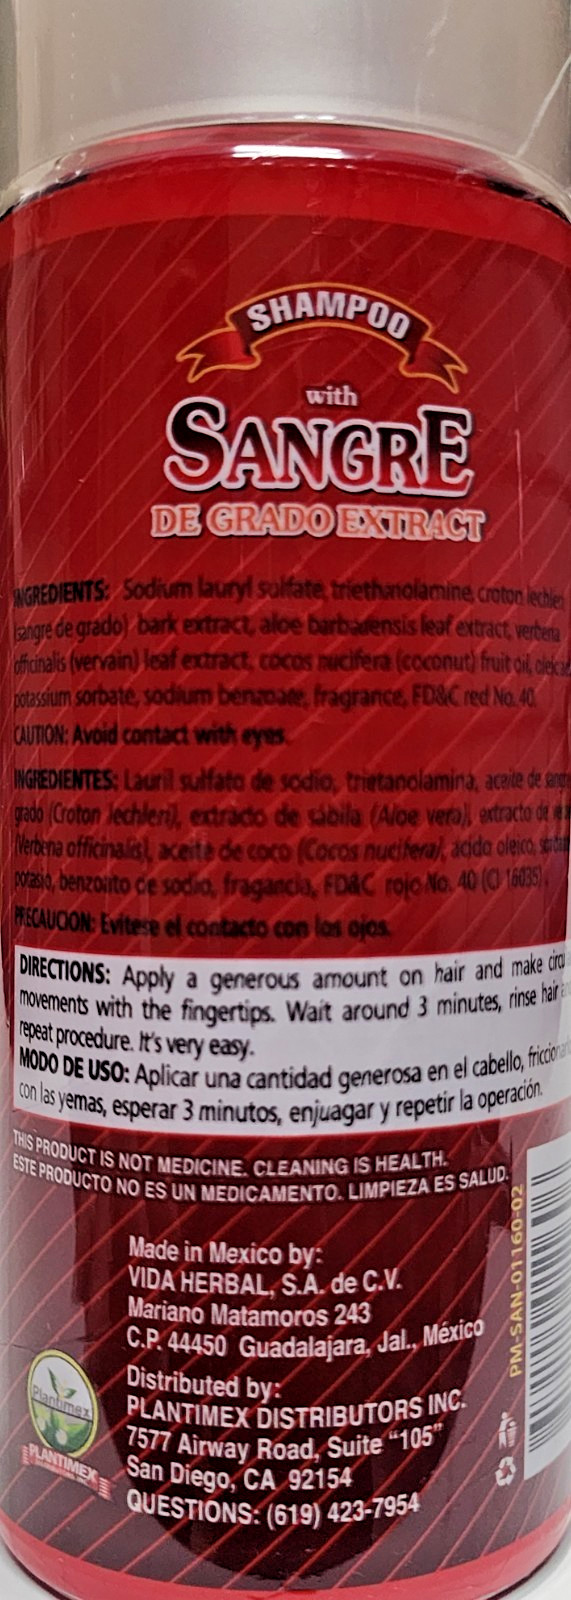 SHAMPOO
with
SANGRE
DE GRADO EXTRACT
INGREDIENTS: Sodium lauryl sulfate, triethanolamine, croton lechleri
(sangre de grado) bark extract, aloe barbadensis leaf extract, verbena
officinalis (vervain) leaf extract, cocos nucifera (coconut) fruit oil,
potassium sorbate, sodium benzoate, fragrance, FD&C red No. 40.
CAUTION: Avoid contact with eyes.
INGREDIENTES: Lauril sulfato de sodio, trietanolamina, aceite de
grado (Croton lechleri), extracto de sábila (Aloe vera), extracto de
(Verbena officinalis), aceite de coco (Cocos nucifera), ácido oleico,
potasio, benzoato de sodio, fragancia, FD&C rojo No. 40 (CI 16035).
PRECAUCION: Evítese el contacto con los ojos.
DIRECTIONS: Apply a generous amount on hair and make
movements with the fingertips. Wait around 3 minutes, rinse hair
repeat procedure. It's very easy.
MODO DE USO: Aplicar una cantidad generosa en el cabello,
con las yemas, esperar 3 minutos, enjuagar y repetir la operación.
THIS PRODUCT IS NOT MEDICINE. CLEANING IS HEALTH.
ESTE PRODUCTO NO ES UN MEDICAMENTO. LIMPIEZA ES SALUD.
Made in Mexico by:
VIDA HERBAL, S.A. de C.V.
Mariano Matamoros 243
C.P. 44450 Guadalajara, Jal., México
Distributed by:
PLANTIMEX DISTRIBUTORS INC.
7577 Airway Road, Suite "105"
San Diego, CA 92154
QUESTIONS: (619) 423-7954
Plantimex
PLANTIMEX
PM-SAN-01160-02